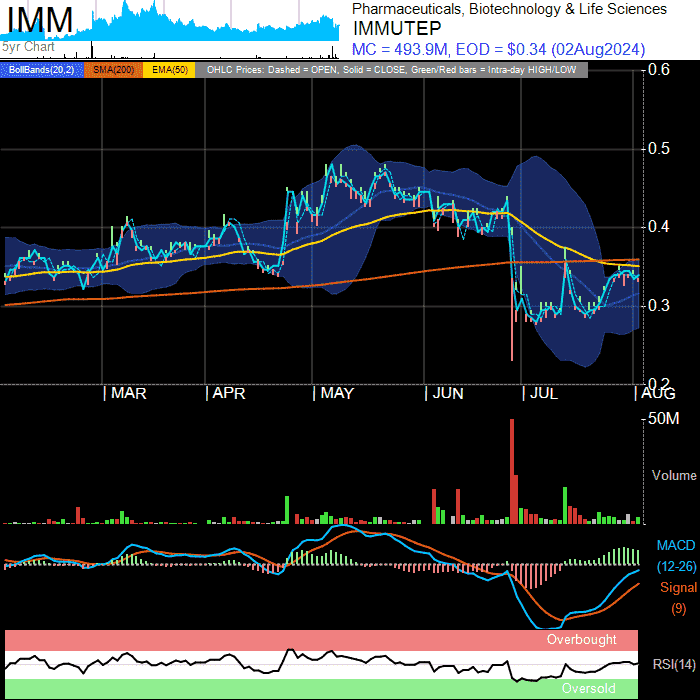 IMM
5yr Chart
Pharmaceuticals, Biotechnology & Life Sciences
IMMUTEP
MC = 493.9M, EOD = $0.34 (02Aug2024)
BollBands(20,2) SMA(200) EMA(50) OHLC Prices: Dashed = OPEN, Solid = CLOSE, Green/Red bars = Intra-day HIGH/LOW
0.6
0.5
0.4
0.3
0.2
MAR APR MAY JUN JUL AUG
50M
Volume
MACD
(12-26)
Signal
(9)
Overbought
RSI(14)
Oversold